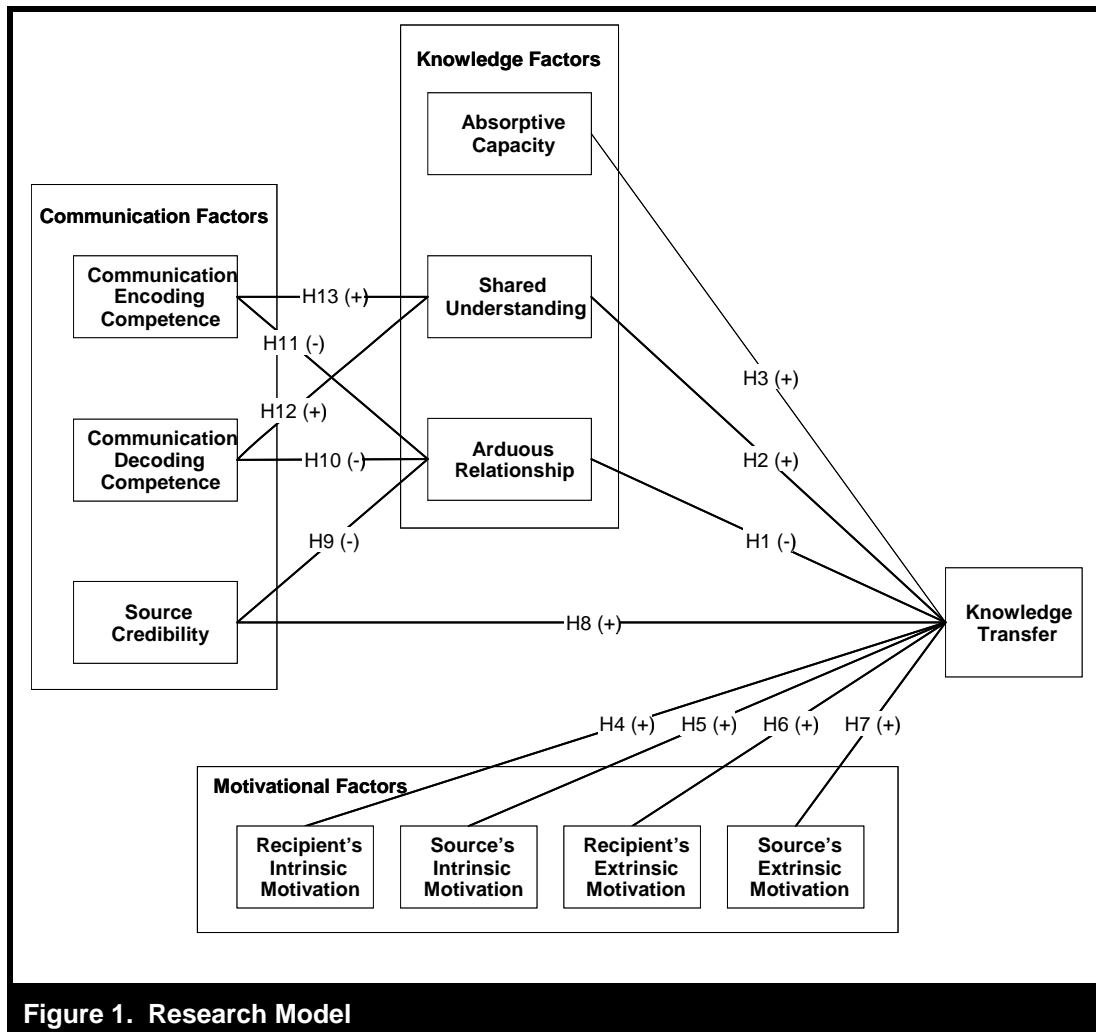 Knowledge Factors
Absorptive
Capacity
Communication Factors
Communication
Encoding
Competence
H13 (+)
Shared
Understanding
H11 (-)
H3 (+)
H12 (+)
Communication
Decoding
Competence
H10 (-)
Arduous
Relationship
H2 (+)
H9 (-)
H1 (-)
Source
Credibility
H8 (+)
Knowledge
Transfer
H4 (+)
H5 (+)
H6 (+)
H7 (+)
Motivational Factors
Recipient's
Intrinsic
Motivation
Source's
Intrinsic
Motivation
Recipient's
Extrinsic
Motivation
Source's
Extrinsic
Motivation
Figure 1. Research Model